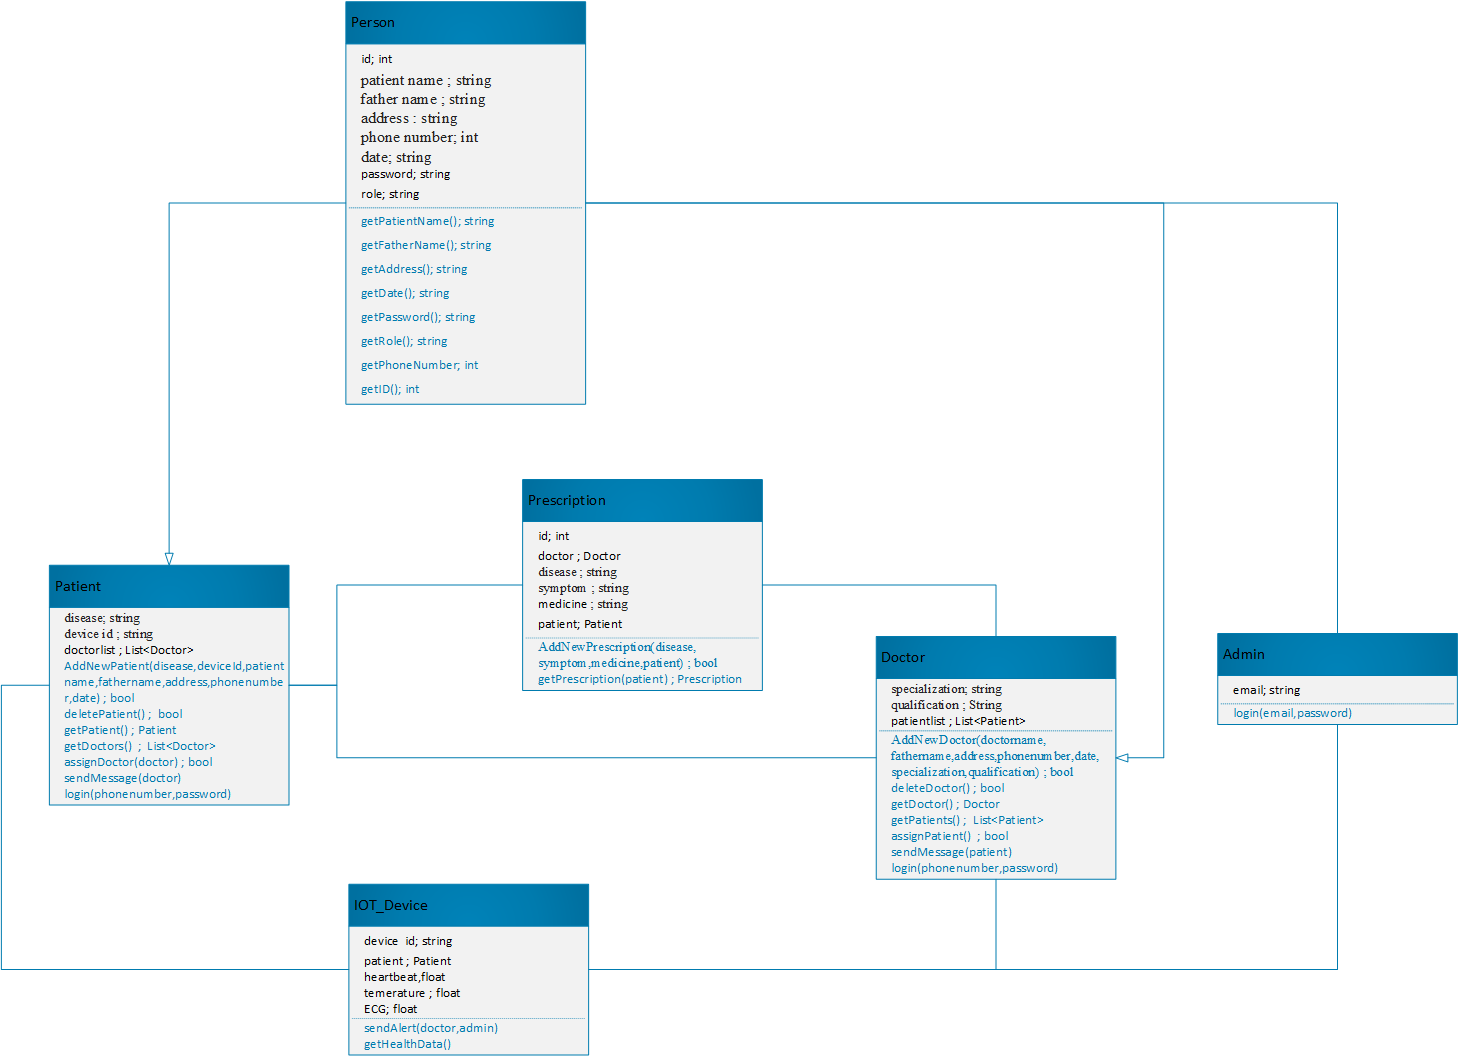 Person
id; int
patient name ; string
father name ; string
address : string
phone number; int
date; string
password; string
role; string
getPatientName(); string
getFatherName(); string
getAddress(); string
getDate(); string
getPassword(); string
getRole(); string
getPhoneNumber; int
getID(); int
Prescription
id; int
doctor ; Doctor
disease ; string
symptom ; string
medicine ; string
patient; Patient
AddNewPrescription(disease,
symptom,medicine,patient) ; bool
getPrescription(patient) ; Prescription
Patient
disease; string
device id ; string
doctorlist ; List<Doctor>
AddNewPatient(disease,deviceId,patient
name,fathername,address,phonenumbe
r,date) ; bool
deletePatient() ; bool
getPatient() ; Patient
getDoctors() ; List<Doctor>
assignDoctor(doctor) ; bool
sendMessage(doctor)
login(phonenumber,password)
Doctor
specialization; string
qualification ; String
patientlist ; List<Patient>
AddNewDoctor(doctorname,
fathername,address,phonenumber,date,
specialization,qualification) ; bool
deleteDoctor() ; bool
getDoctor() ; Doctor
getPatients() ; List<Patient>
assignPatient() ; bool
sendMessage(patient)
login(phonenumber,password)
Admin
email; string
login(email,password)
IOT_Device
device id; string
patient ; Patient
heartbeat,float
temerature ; float
ECG; float
sendAlert(doctor,admin)
getHealthData()